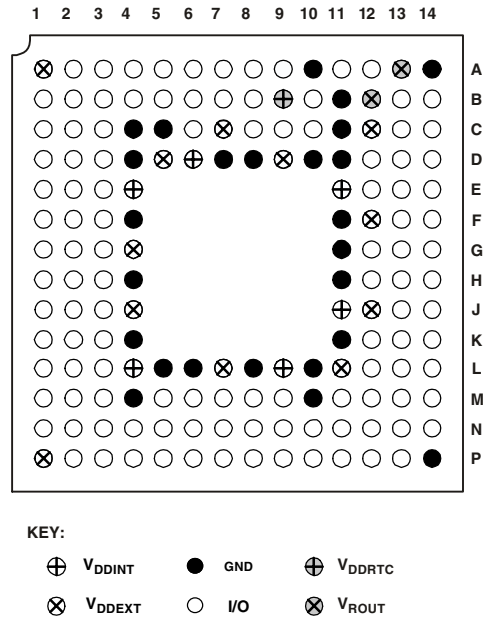 1 2 3 4 5 6 7 8 9 10 11 12 13 14
A
B
C
D
E
F
G
H
J
K
L
M
N
P
KEY:
VDDINT GND VDDRTC
VDDEXT I/O VROUT